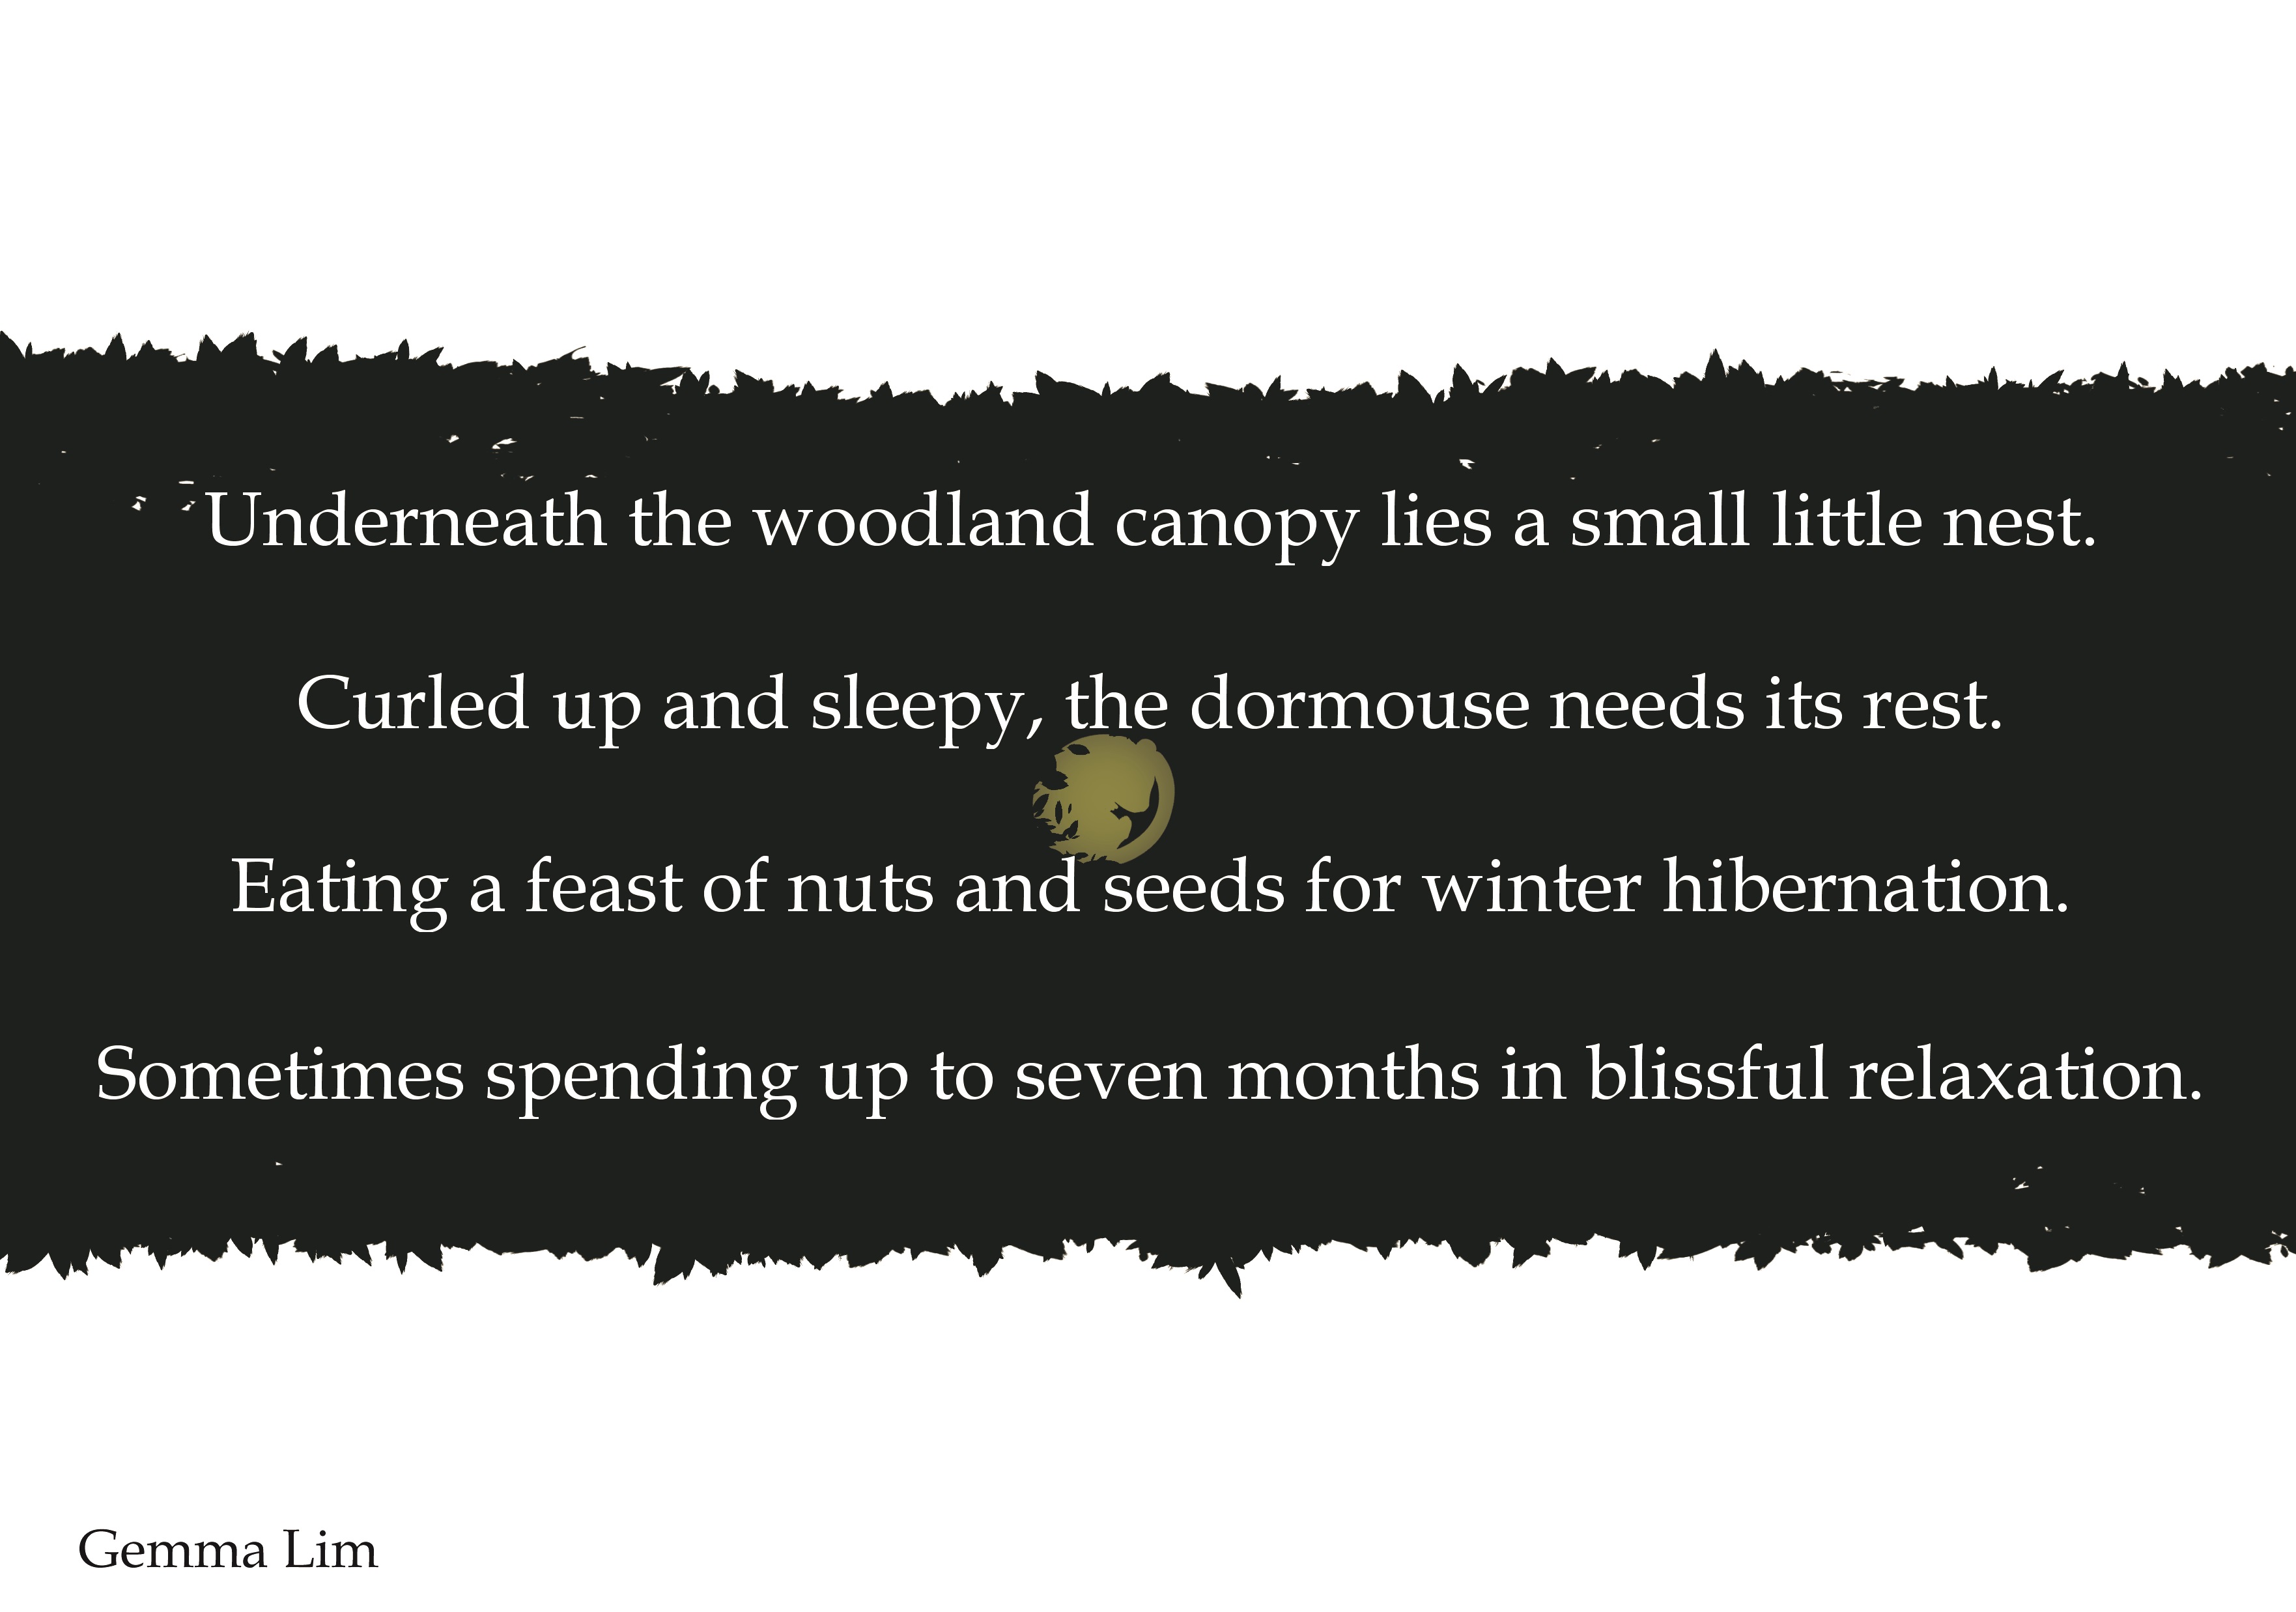 Underneath the woodland canopy lies a small little nest.
Curled up and sleepy, the dormouse needs its rest.
Eating a feast of nuts and seeds for winter hibernation.
Sometimes spending up to seven months in blissful relaxation.
Gemma Lim